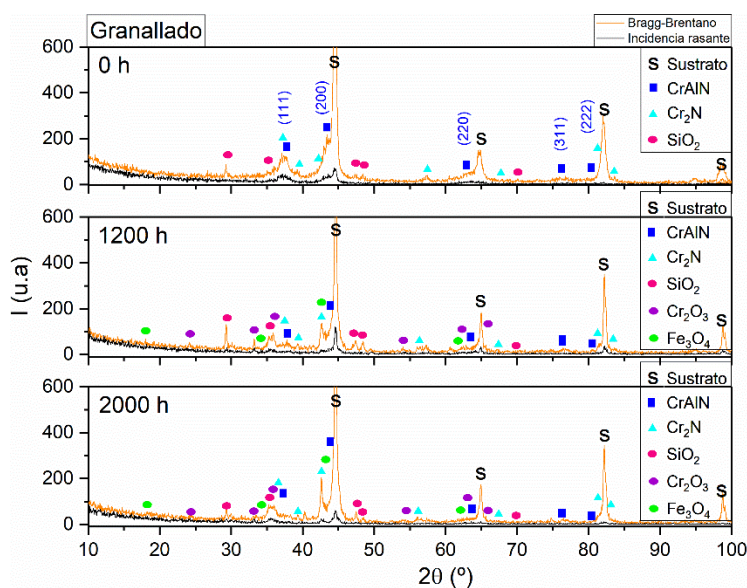 Granallado
Bragg-Brentano
Incidencia rasante
0 h
600
400
200
0
(111)
(200)
(220)
(311)
(222)
S
S
S
S
S Sustrato
CrAlN
Cr₂N
SiO₂
1200 h
600
400
200
0
S
S
S
S
S Sustrato
CrAlN
Cr₂N
SiO₂
Cr₂O₃
Fe₃O₄
I (u.a)
2000 h
600
400
200
0
S
S
S
S
S Sustrato
CrAlN
Cr₂N
SiO₂
Cr₂O₃
Fe₃O₄
10 20 30 40 50 60 70 80 90 100
2θ (º)